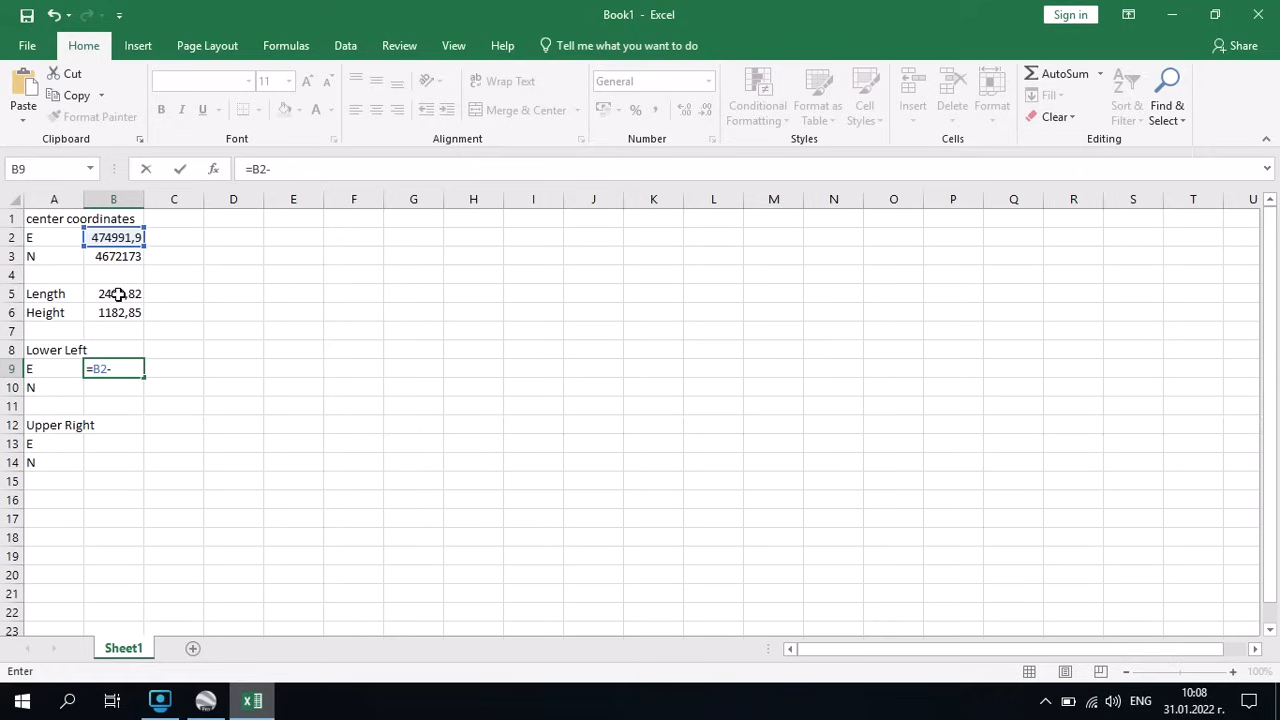 Book1 - Excel
Sign in
File Home Insert Page Layout Formulas Data Review View Help Tell me what you want to do Share
Paste
Cut
Copy
Format Painter
Clipboard
11
B I U
Font
Wrap Text
Merge & Center
Alignment
General
Number
Conditional Formatting
Format as Table
Cell Styles
Styles
Insert
Delete
Format
Cells
AutoSum
Fill
Clear
Sort & Filter
Find & Select
Editing
B9 fx =B2-
A B C D E F G H I J K L M N O P Q R S T U
1 center coordinates
2 E 474991,9
3 N 4672173
4
5 Length
6 Height 1182,85
7
8 Lower Left
9 E =B2-
10 N
11
12 Upper Right
13 E
14 N
15
16
17
18
19
20
21
22
23
Sheet1
Enter
100%
ENG
10:08
31.01.2022 г.